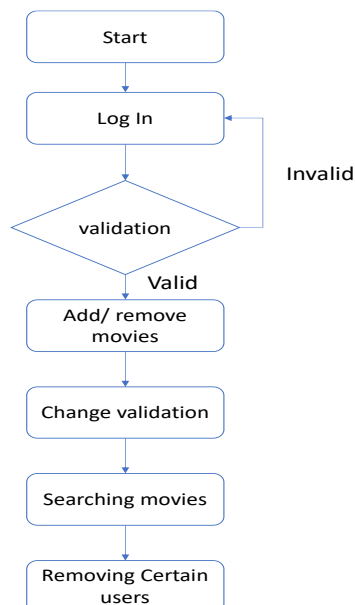 Start
Log In
Invalid
validation
Valid
Add/ remove
movies
Change validation
Searching movies
Removing Certain
users